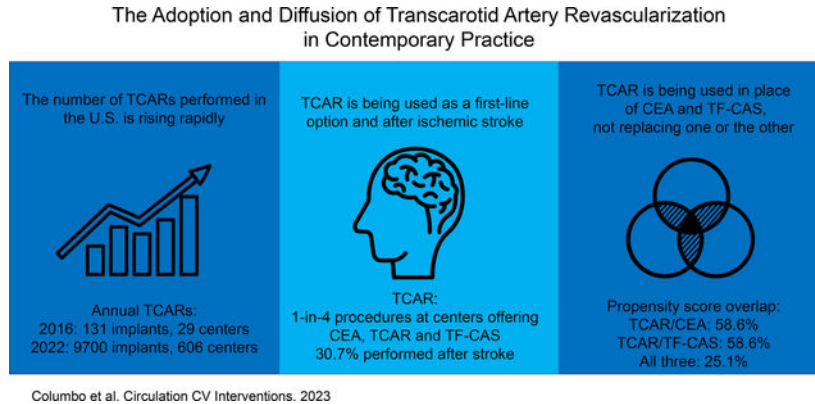 The Adoption and Diffusion of Transcarotid Artery Revascularization
in Contemporary Practice
The number of TCARs performed in
the U.S. is rising rapidly
Annual TCARs:
2016: 131 implants, 29 centers
2022: 9700 implants, 606 centers
TCAR is being used as a first-line
option and after ischemic stroke
TCAR:
1-in-4 procedures at centers offering
CEA, TCAR and TF-CAS
30.7% performed after stroke
TCAR is being used in place
of CEA and TF-CAS,
not replacing one or the other
Propensity score overlap:
TCAR/CEA: 58.6%
TCAR/TF-CAS: 58.6%
All three: 25.1%
Columbo et al. Circulation CV Interventions. 2023